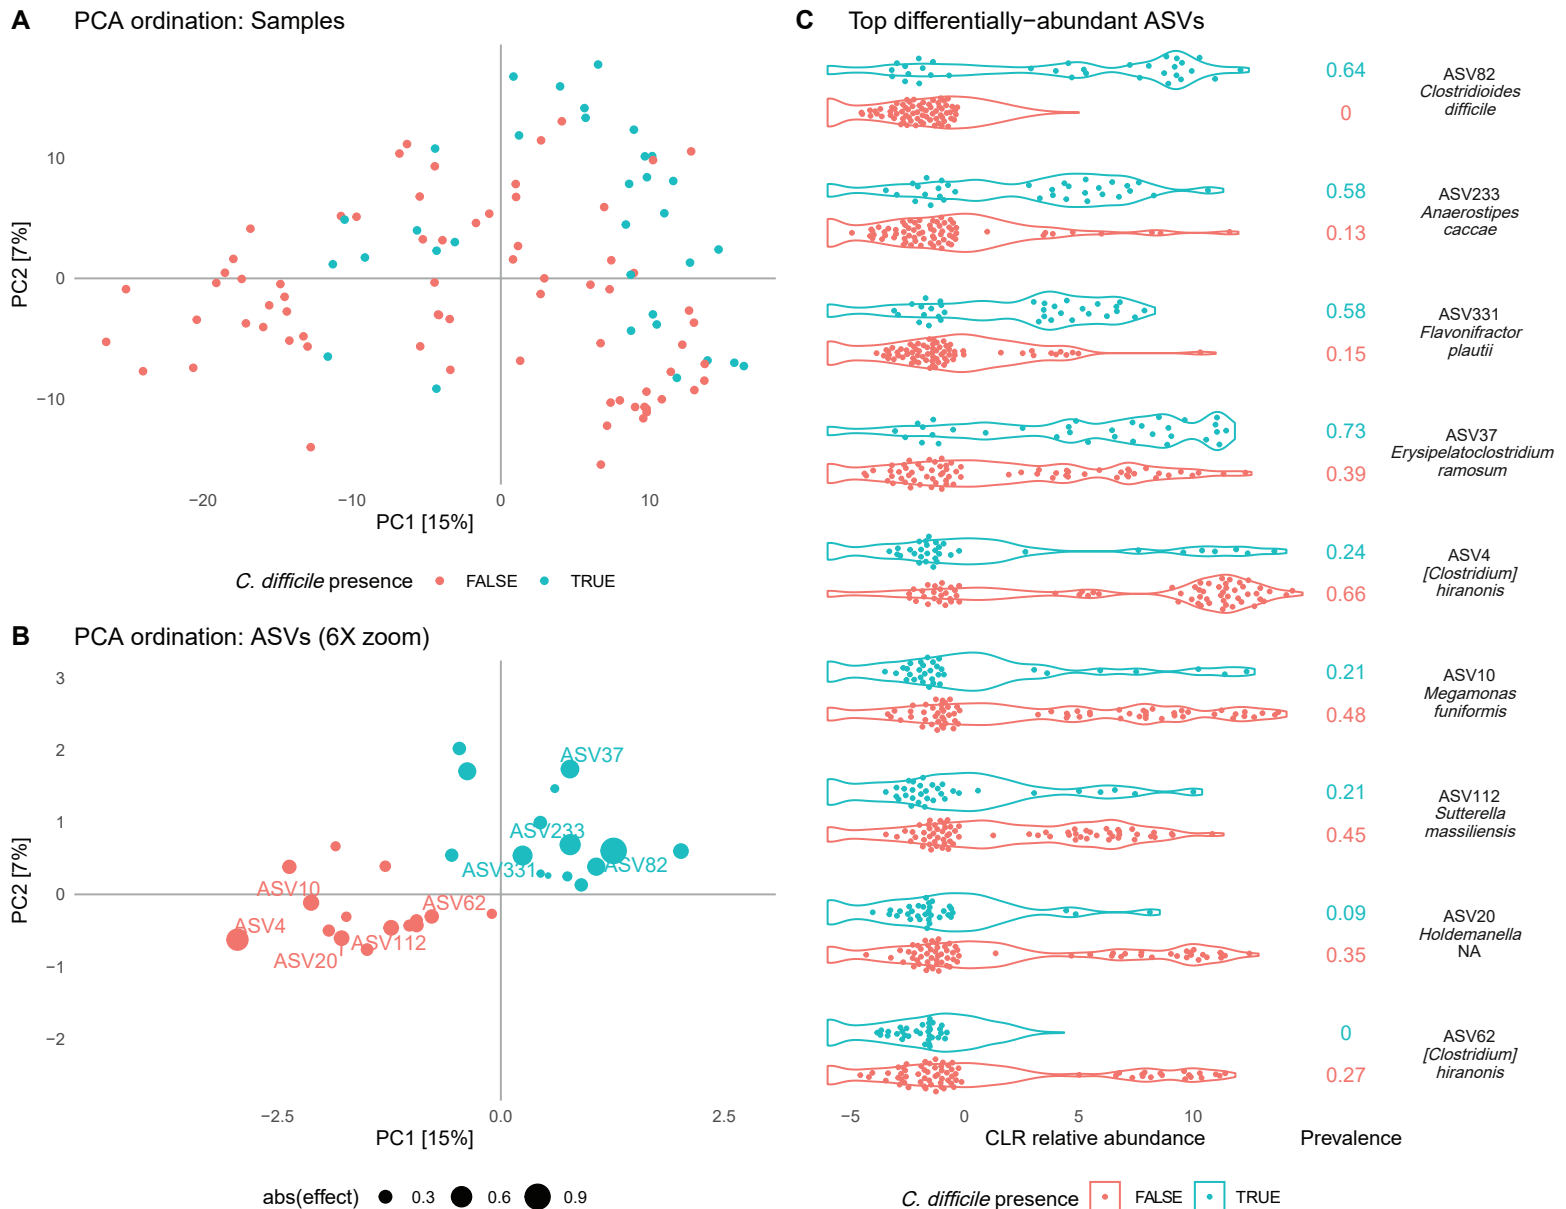 A PCA ordination: Samples
PC2 [7%]
10
0
−10
−20 −10 0 10
PC1 [15%]
C. difficile presence FALSE TRUE
B PCA ordination: ASVs (6X zoom)
PC2 [7%]
3
2
1
0
−1
−2
ASV37
ASV233
ASV331
ASV82
ASV10
ASV62
ASV4
ASV112
ASV20
−2.5 0.0 2.5
PC1 [15%]
abs(effect) 0.3 0.6 0.9
C Top differentially−abundant ASVs
0.64
0
ASV82
Clostridioides
difficile
0.58
0.13
ASV233
Anaerostipes
caccae
0.58
0.15
ASV331
Flavonifractor
plautii
0.73
0.39
ASV37
Erysipelatoclostridium
ramosum
0.24
0.66
ASV4
[Clostridium]
hiranonis
0.21
0.48
ASV10
Megamonas
funiformis
0.21
0.45
ASV112
Sutterella
massiliensis
0.09
0.35
ASV20
Holdemanella
NA
0
0.27
ASV62
[Clostridium]
hiranonis
−5 0 5 10
CLR relative abundance Prevalence
C. difficile presence FALSE TRUE